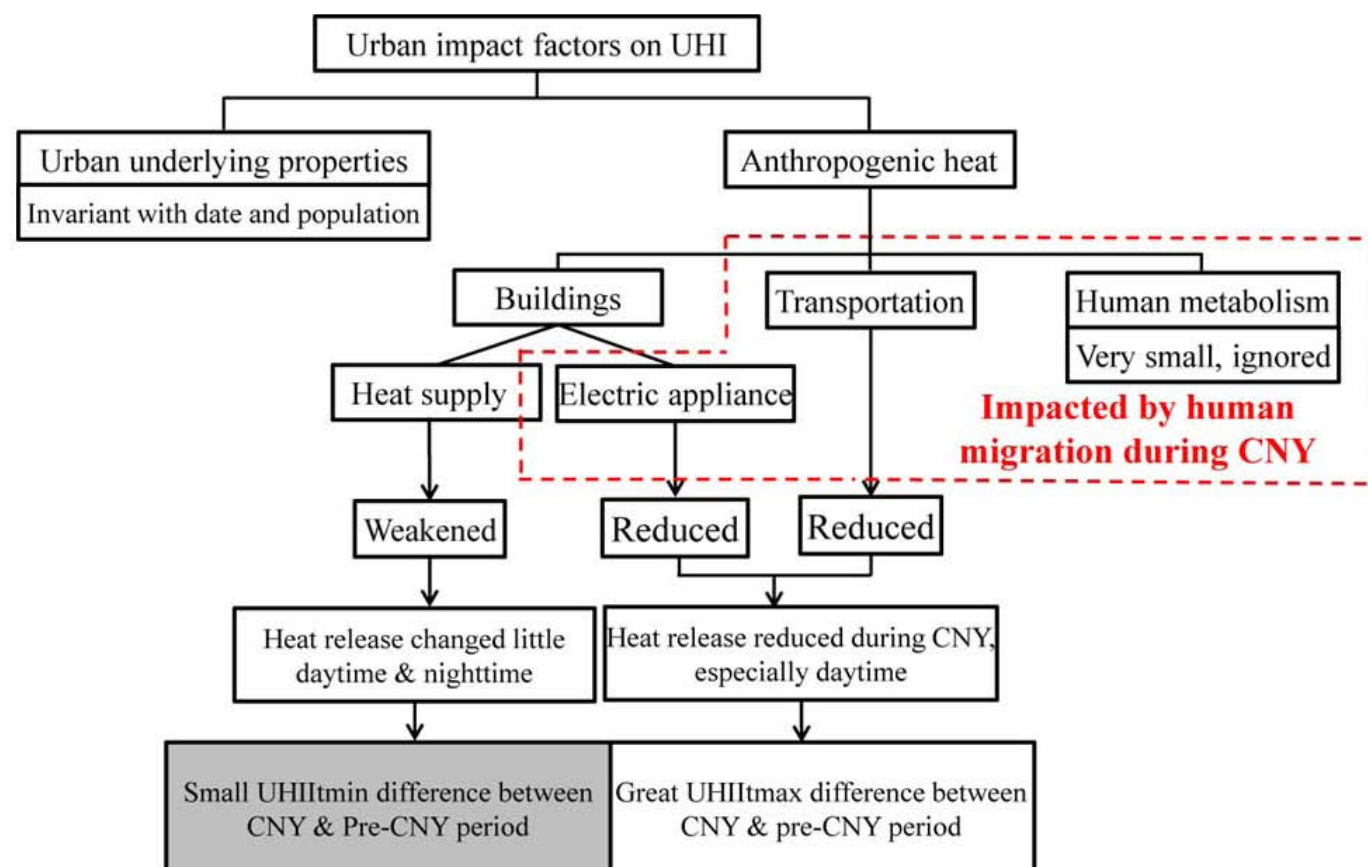 Urban impact factors on UHI
Urban underlying properties
Invariant with date and population
Anthropogenic heat
Buildings
Transportation
Human metabolism
Very small, ignored
Heat supply
Electric appliance
Impacted by human
migration during CNY
Weakened
Reduced
Reduced
Heat release changed little
daytime & nighttime
Heat release reduced during CNY,
especially daytime
Small UHIItmin difference between
CNY & Pre-CNY period
Great UHIItmax difference between
CNY & pre-CNY period